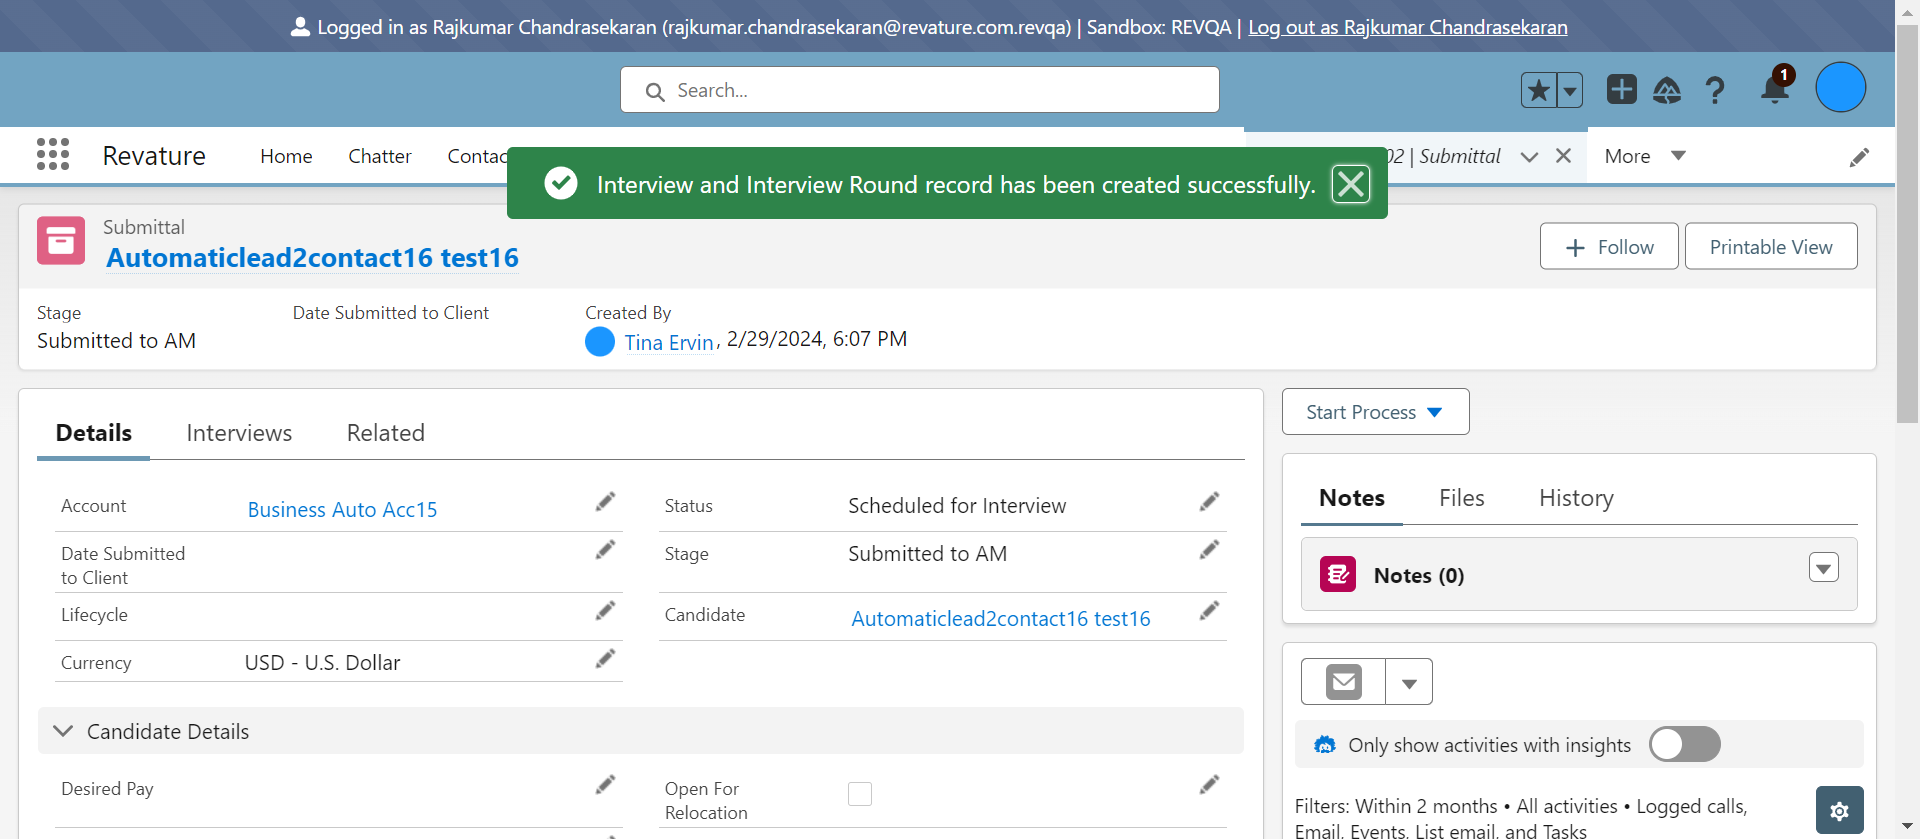 Logged in as Rajkumar Chandrasekaran (rajkumar.chandrasekaran@revature.com.revqa) | Sandbox: REVQA | Log out as Rajkumar Chandrasekaran
Search...
1
Revature
Home
Chatter
Contac
02 | Submittal
More
Interview and Interview Round record has been created successfully.
Submittal
Automaticlead2contact16 test16
Follow
Printable View
Stage
Submitted to AM
Date Submitted to Client
Created By
Tina Ervin, 2/29/2024, 6:07 PM
Details
Interviews
Related
Account
Business Auto Acc15
Status
Scheduled for Interview
Date Submitted
to Client
Stage
Submitted to AM
Lifecycle
Candidate
Automaticlead2contact16 test16
Currency
USD - U.S. Dollar
Candidate Details
Desired Pay
Open For
Relocation
Start Process
Notes
Files
History
Notes (0)
Only show activities with insights
Filters: Within 2 months • All activities • Logged calls,
Email, Events, List email, and Tasks